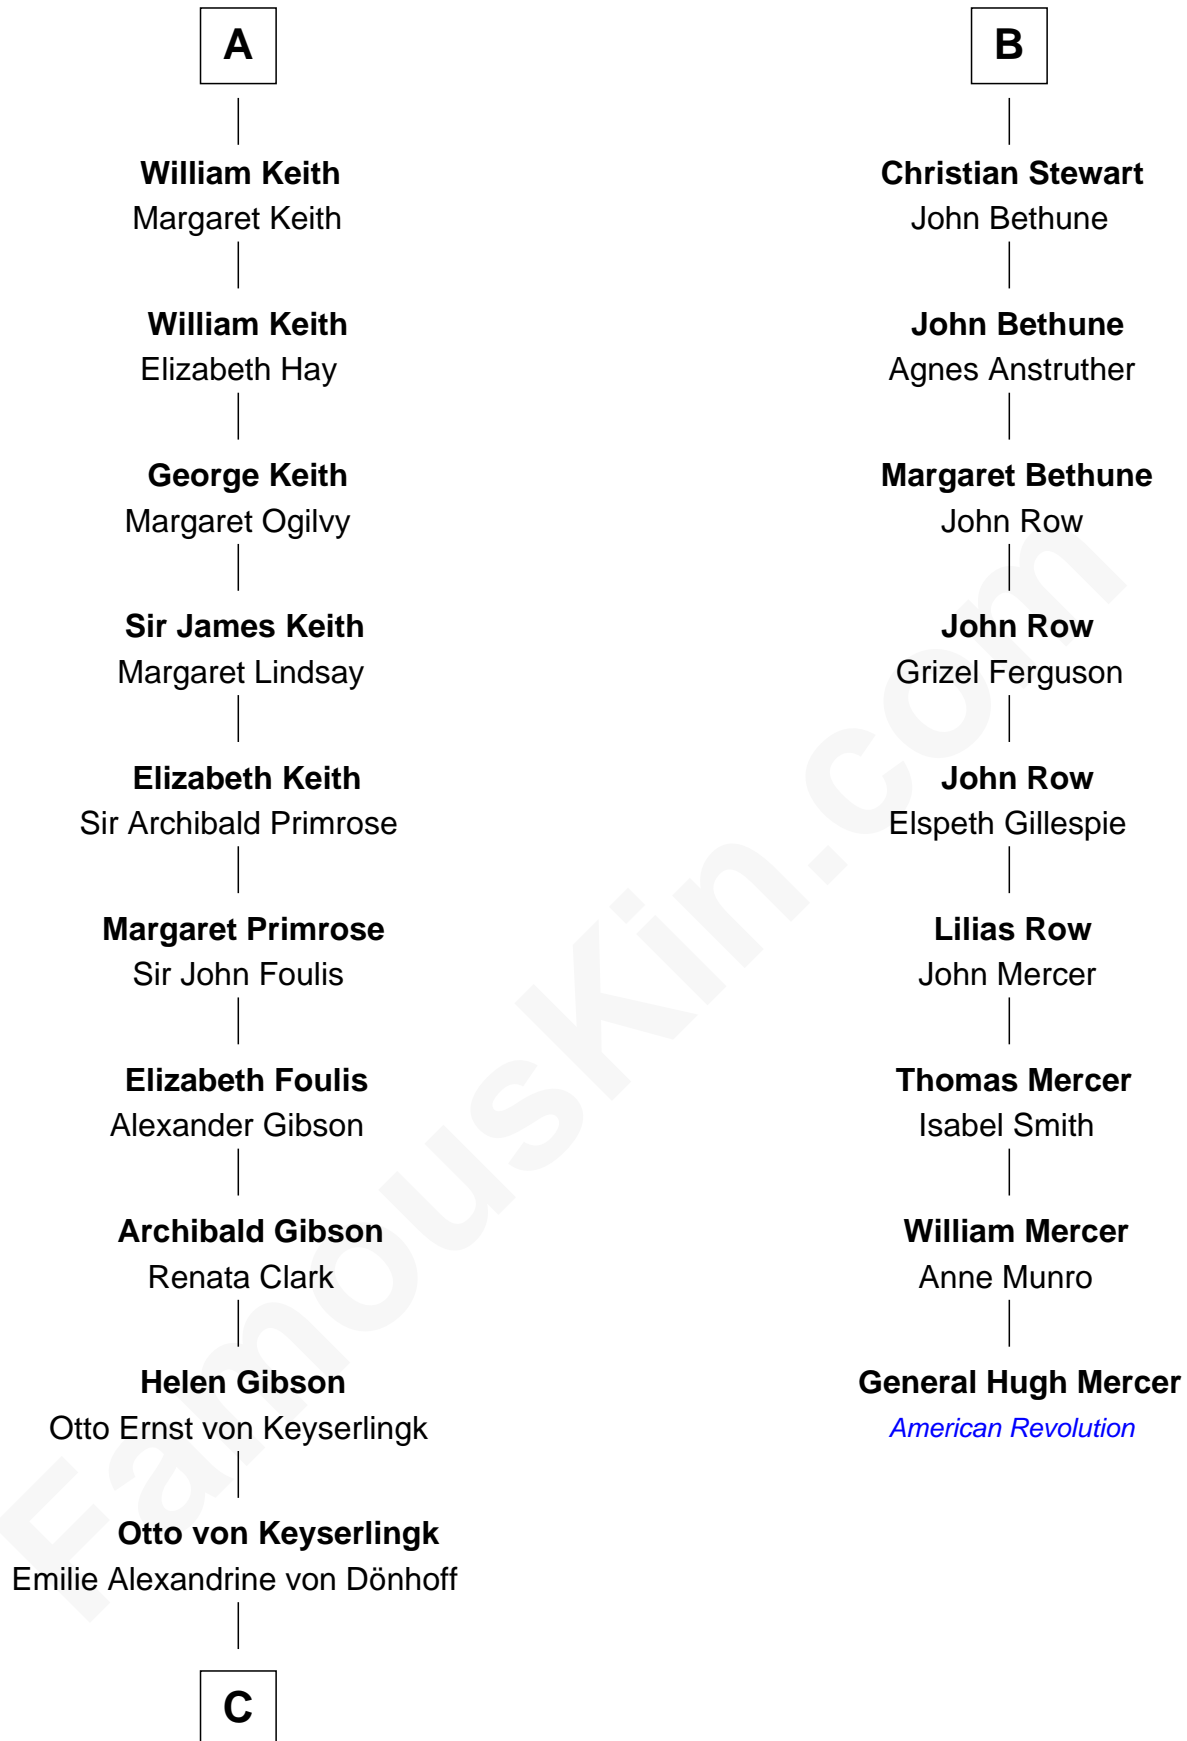 A
William Keith
Margaret Keith
William Keith
Elizabeth Hay
George Keith
Margaret Ogilvy
Sir James Keith
Margaret Lindsay
Elizabeth Keith
Sir Archibald Primrose
Margaret Primrose
Sir John Foulis
Elizabeth Foulis
Alexander Gibson
Archibald Gibson
Renata Clark
Helen Gibson
Otto Ernst von Keyserlingk
Otto von Keyserlingk
Emilie Alexandrine von Dönhoff
C
B
Christian Stewart
John Bethune
John Bethune
Agnes Anstruther
Margaret Bethune
John Row
John Row
Grizel Ferguson
John Row
Elspeth Gillespie
Lilias Row
John Mercer
Thomas Mercer
Isabel Smith
William Mercer
Anne Munro
General Hugh Mercer
American Revolution
FamousKin.com